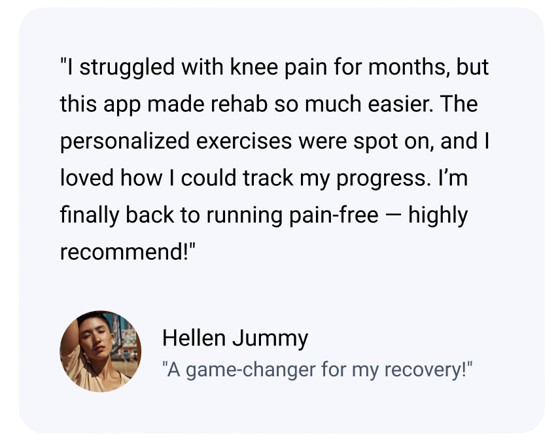 "I struggled with knee pain for months, but
this app made rehab so much easier. The
personalized exercises were spot on, and I
loved how I could track my progress. I’m
finally back to running pain-free — highly
recommend!"
Hellen Jummy
"A game-changer for my recovery!"